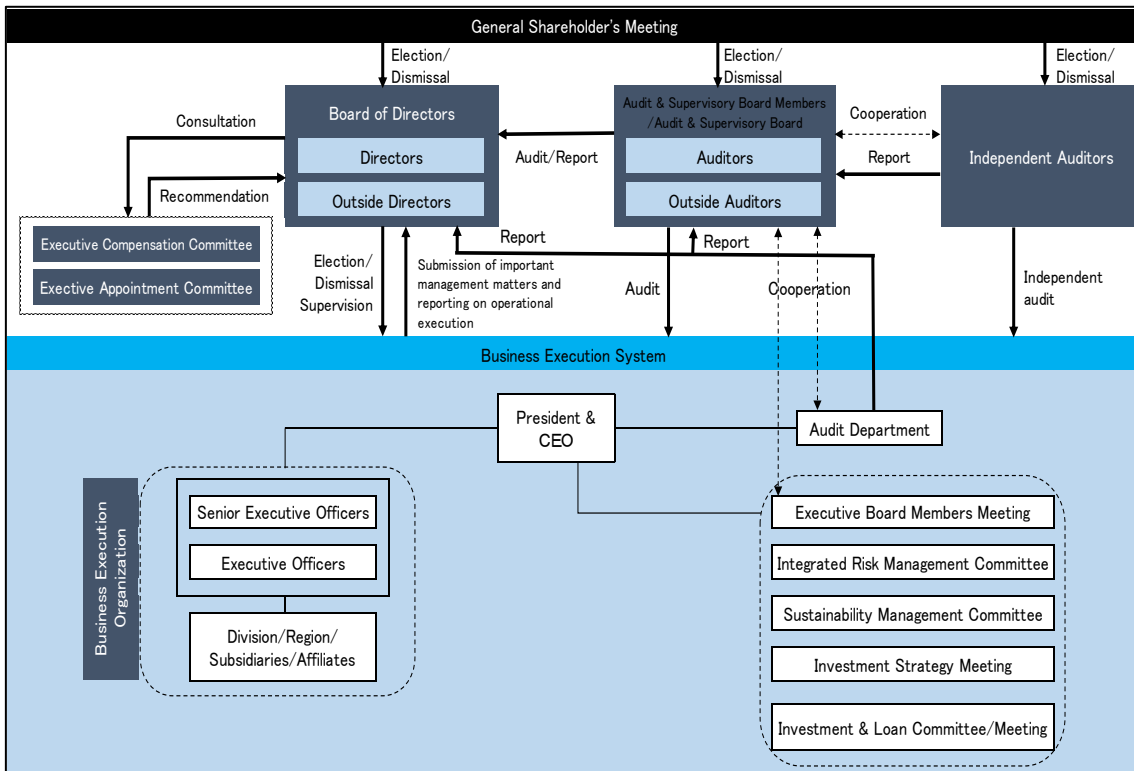 General Shareholder's Meeting
Election/
Dismissal
Election/
Dismissal
Election/
Dismissal
Consultation
Board of Directors
Directors
Outside Directors
Audit/Report
Audit & Supervisory Board Members
/Audit & Supervisory Board
Auditors
Outside Auditors
Cooperation
Report
Independent Auditors
Recommendation
Executive Compensation Committee
Exective Appointment Committee
Election/
Dismissal
Supervision
Submission of important
management matters and
reporting on operational
execution
Report
Report
Audit
Cooperation
Independent
audit
Business Execution System
President &
CEO
Audit Department
Business Execution
Organization
Senior Executive Officers
Executive Officers
Division/Region/
Subsidiaries/Affiliates
Executive Board Members Meeting
Integrated Risk Management Committee
Sustainability Management Committee
Investment Strategy Meeting
Investment & Loan Committee/Meeting